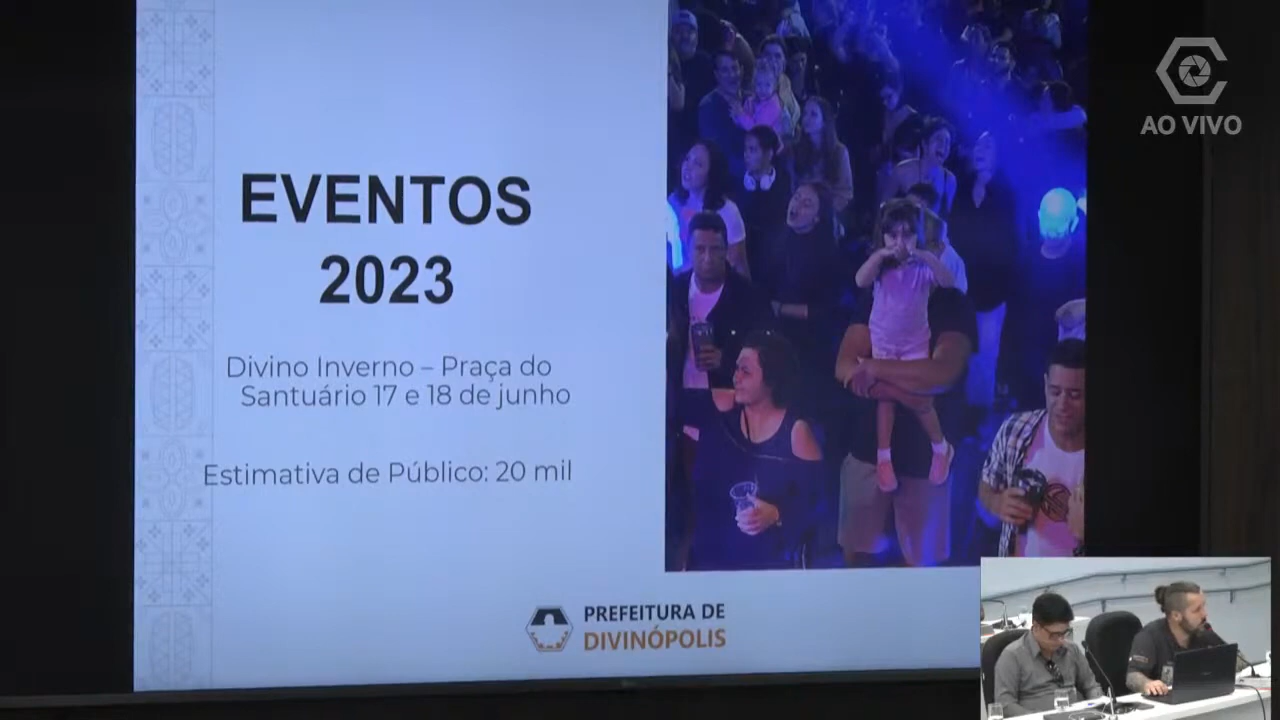 AO VIVO
EVENTOS
2023
Divino Inverno – Praça do
Santuário 17 e 18 de junho
Estimativa de Público: 20 mil
PREFEITURA DE
DIVINÓPOLIS